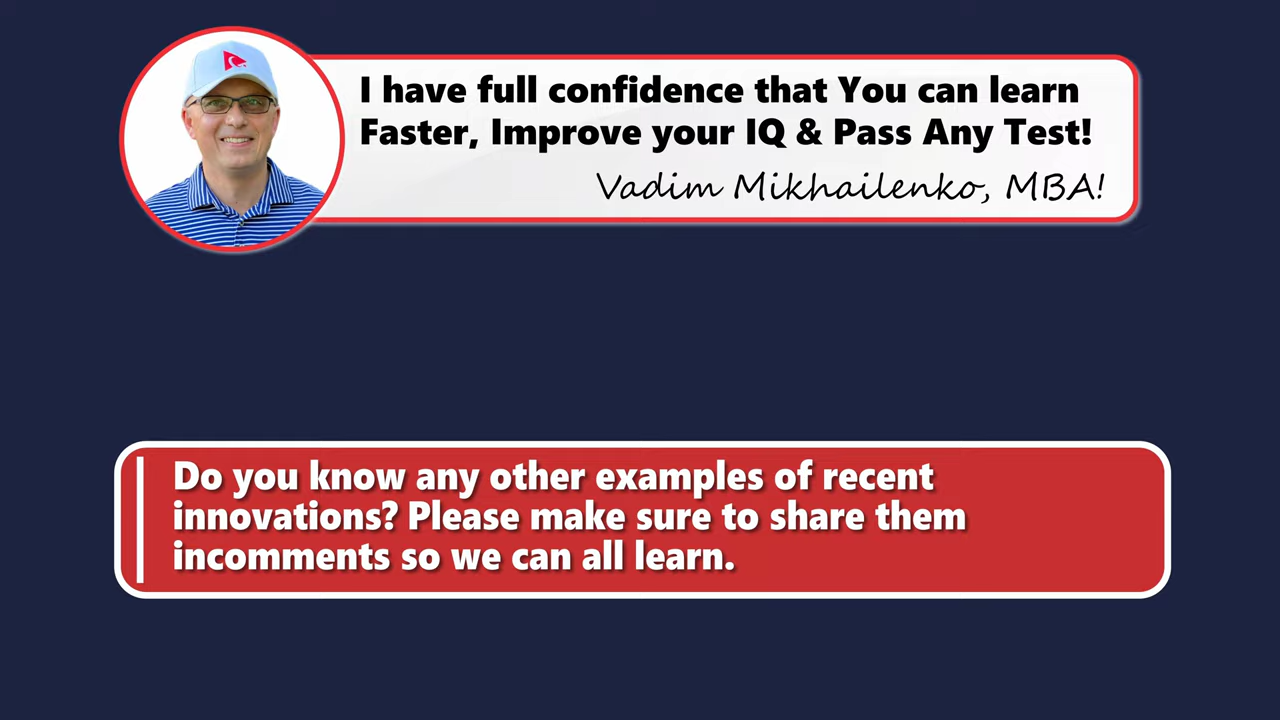 I have full confidence that You can learn
Faster, Improve your IQ & Pass Any Test!
Vadim Mikhailenko, MBA!
Do you know any other examples of recent
innovations? Please make sure to share them
incomments so we can all learn.